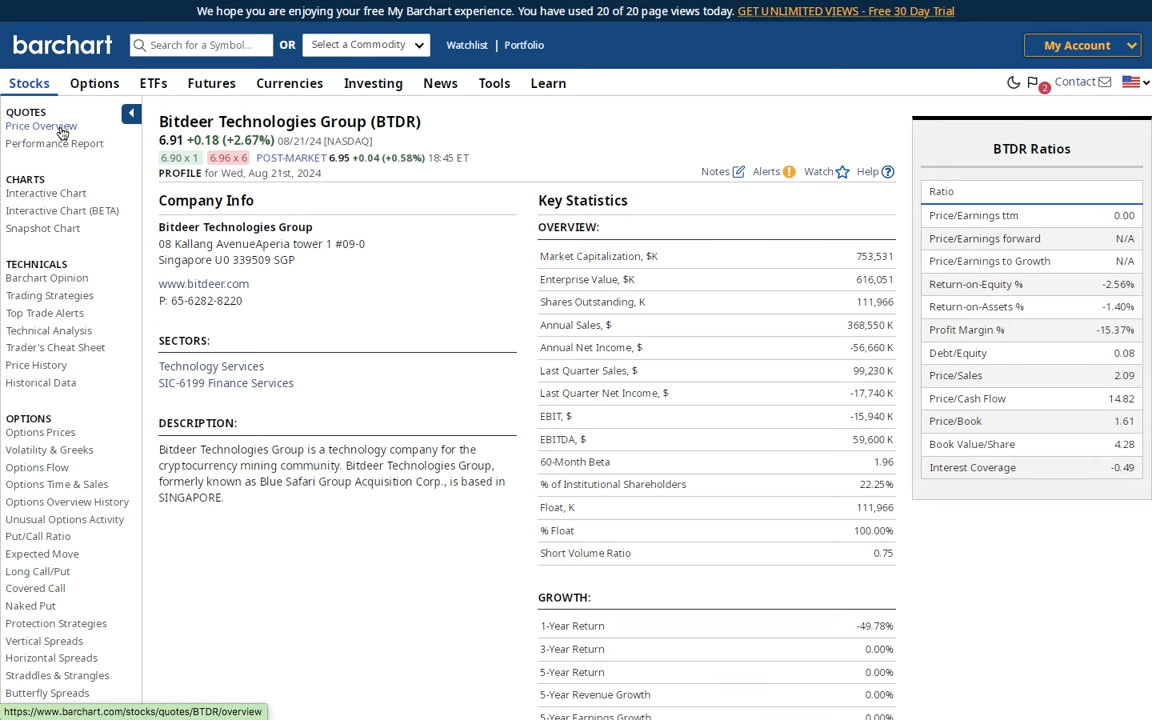 We hope you are enjoying your free My Barchart experience. You have used 20 of 20 page views today. GET UNLIMITED VIEWS - Free 30 Day Trial
barchart
Search for a Symbol...
OR
Select a Commodity
Watchlist | Portfolio
My Account
Stocks Options ETFs Futures Currencies Investing News Tools Learn
2
Contact
QUOTES
Price Overview
Performance Report
CHARTS
Interactive Chart
Interactive Chart (BETA)
Snapshot Chart
TECHNICALS
Barchart Opinion
Trading Strategies
Top Trade Alerts
Technical Analysis
Trader's Cheat Sheet
Price History
Historical Data
OPTIONS
Options Prices
Volatility & Greeks
Options Flow
Options Time & Sales
Options Overview History
Unusual Options Activity
Put/Call Ratio
Expected Move
Long Call/Put
Covered Call
Naked Put
Protection Strategies
Vertical Spreads
Horizontal Spreads
Straddles & Strangles
Butterfly Spreads
https://www.barchart.com/stocks/quotes/BTDR/overview
Bitdeer Technologies Group (BTDR)
6.91 +0.18 (+2.67%) 08/21/24 [NASDAQ]
6.90 x 1 6.96 x 6 POST-MARKET 6.95 +0.04 (+0.58%) 18:45 ET
PROFILE for Wed, Aug 21st, 2024
Notes Alerts Watch Help
Company Info
Bitdeer Technologies Group
08 Kallang AvenueAperia tower 1 #09-0
Singapore U0 339509 SGP
www.bitdeer.com
P: 65-6282-8220
SECTORS:
Technology Services
SIC-6199 Finance Services
DESCRIPTION:
Bitdeer Technologies Group is a technology company for the
cryptocurrency mining community. Bitdeer Technologies Group,
formerly known as Blue Safari Group Acquisition Corp., is based in
SINGAPORE.
Key Statistics
OVERVIEW:
Market Capitalization, $K 753,531
Enterprise Value, $K 616,051
Shares Outstanding, K 111,966
Annual Sales, $ 368,550 K
Annual Net Income, $ -56,660 K
Last Quarter Sales, $ 99,230 K
Last Quarter Net Income, $ -17,740 K
EBIT, $ -15,940 K
EBITDA, $ 59,600 K
60-Month Beta 1.96
% of Institutional Shareholders 22.25%
Float, K 111,966
% Float 100.00%
Short Volume Ratio 0.75
GROWTH:
1-Year Return -49.78%
3-Year Return 0.00%
5-Year Return 0.00%
5-Year Revenue Growth 0.00%
5-Year Earnings Growth 0.00%
BTDR Ratios
Ratio
Price/Earnings ttm 0.00
Price/Earnings forward N/A
Price/Earnings to Growth N/A
Return-on-Equity % -2.56%
Return-on-Assets % -1.40%
Profit Margin % -15.37%
Debt/Equity 0.08
Price/Sales 2.09
Price/Cash Flow 14.82
Price/Book 1.61
Book Value/Share 4.28
Interest Coverage -0.49